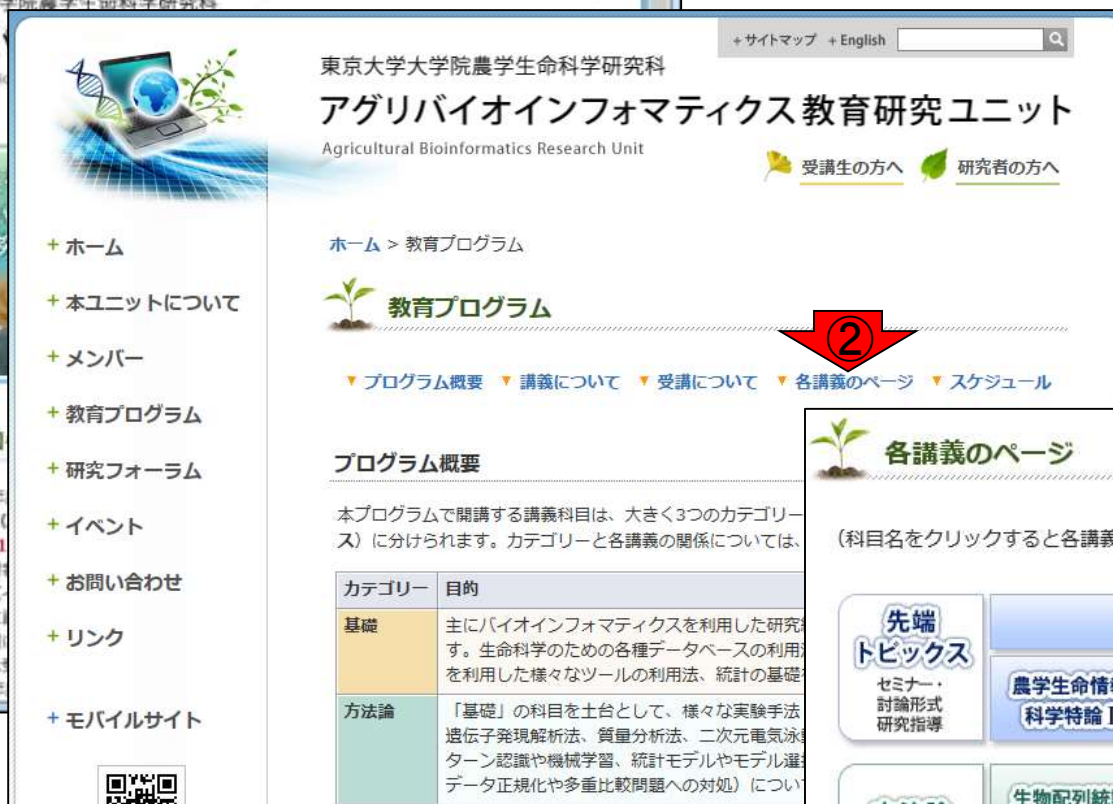 +サイトマップ +English
東京大学大学院農学生命科学研究科
アグリバイオインフォマティクス教育研究ユニット
Agricultural Bioinformatics Research Unit
受講生の方へ 研究者の方へ
+ ホーム
+ 本ユニットについて
+ メンバー
+ 教育プログラム
+ 研究フォーラム
+ イベント
+ お問い合わせ
+ リンク
+ モバイルサイト
ホーム > 教育プログラム
教育プログラム
②
▼ プログラム概要 ▼ 講義について ▼ 受講について ▼ 各講義のページ ▼ スケジュール
プログラム概要
本プログラムで開講する講義科目は、大きく3つのカテゴリー
ス）に分けられます。カテゴリーと各講義の関係については、
カテゴリー 目的
基礎 主にバイオインフォマティクスを利用した研究
す。生命科学のための各種データベースの利用
を利用した様々なツールの利用法、統計の基礎
方法論 「基礎」の科目を土台として、様々な実験手法
遺伝子発現解析法、質量分析法、二次元電気泳
ターン認識や機械学習、統計モデルやモデル選
データ正規化や多重比較問題への対処）につい
各講義のページ
（科目名をクリックすると各講義
先端
トピックス
セミナー・
討論形式
研究指導
農学生命情
科学特論 I
生物配列統